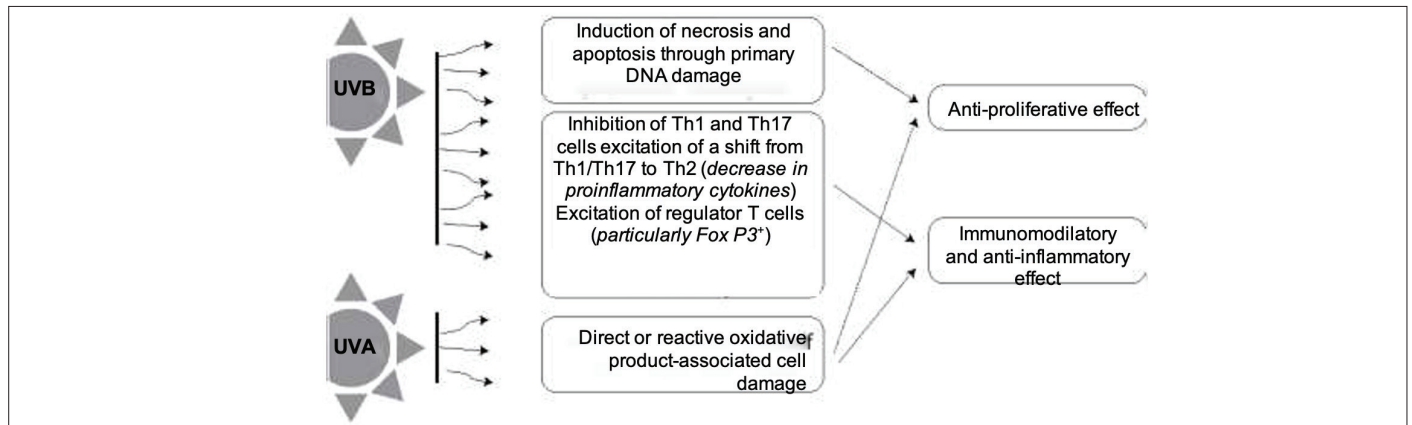 UVB
Induction of necrosis and
apoptosis through primary
DNA damage
Inhibition of Th1 and Th17
cells excitation of a shift from
Th1/Th17 to Th2 (decrease in
proinflammatory cytokines)
Excitation of regulator T cells
(particularly Fox P3⁺)
UVA
Direct or reactive oxidative
product-associated cell
damage
Anti-proliferative effect
Immunomodilatory
and anti-inflammatory
effect